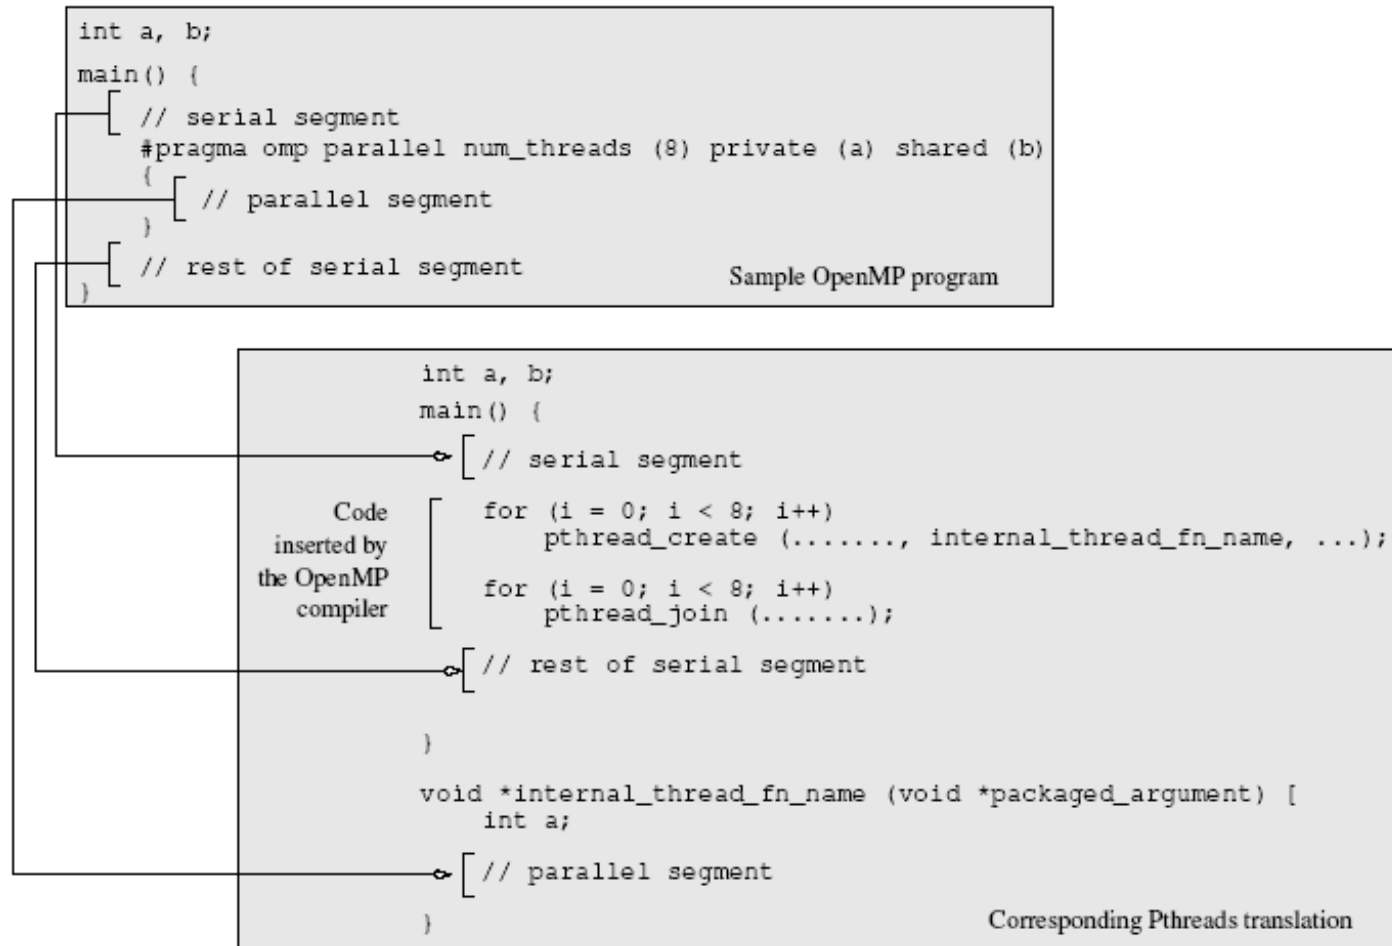 int a, b;
main() {
// serial segment
#pragma omp parallel num_threads (8) private (a) shared (b)
{
// parallel segment
}
// rest of serial segment
Sample OpenMP program
}
int a, b;
main() {
// serial segment
Code
inserted by
the OpenMP
compiler
for (i = 0; i < 8; i++)
pthread_create (......., internal_thread_fn_name, ...);
for (i = 0; i < 8; i++)
pthread_join (.......);
// rest of serial segment
}
void *internal_thread_fn_name (void *packaged_argument) [
int a;
// parallel segment
}
Corresponding Pthreads translation